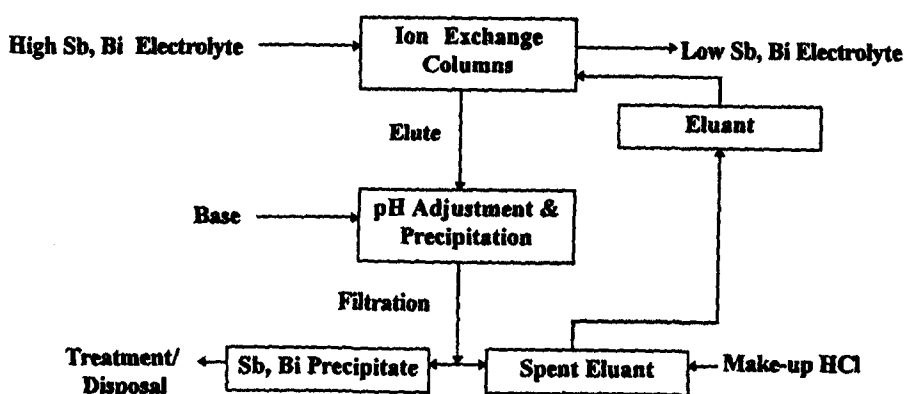 High Sb, Bi Electrolyte
Ion Exchange
Columns
Low Sb, Bi Electrolyte
Elute
Eluant
Base
pH Adjustment &
Precipitation
Filtration
Treatment/
Disposal
Sb, Bi Precipitate
Spent Eluant
Make-up HCl